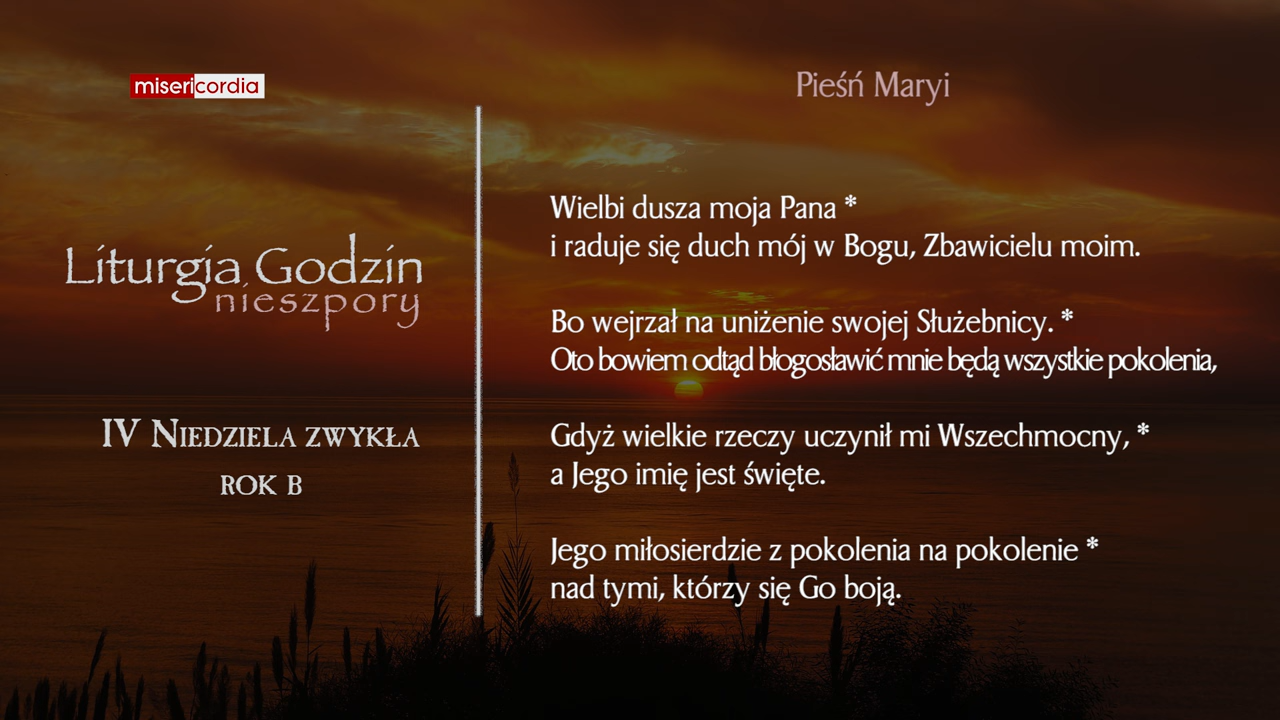 misericordia
Pieśń Maryi
Liturgia Godzin
nieszpory
IV Niedziela zwykła
rok B
Wielbi dusza moja Pana *
i raduje się duch mój w Bogu, Zbawicielu moim.
Bo wejrzał na uniżenie swojej Służebnicy. *
Oto bowiem odtąd błogosławić mnie będą wszystkie pokolenia,
Gdyż wielkie rzeczy uczynił mi Wszechmocny, *
a Jego imię jest święte.
Jego miłosierdzie z pokolenia na pokolenie *
nad tymi, którzy się Go boją.